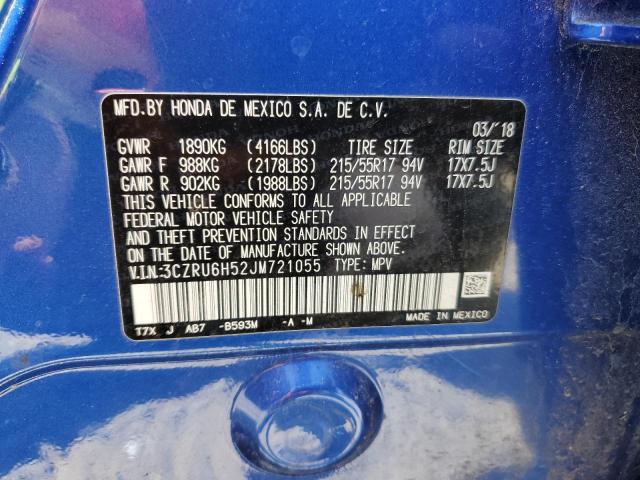 MFD.BY HONDA DE MEXICO S.A. DE C.V.
03/'18
GVWR 1890KG (4166LBS) TIRE SIZE RIM SIZE
GAWR F 988KG (2178LBS) 215/55R17 94V 17X7.5J
GAWR R 902KG (1988LBS) 215/55R17 94V 17X7.5J
THIS VEHICLE CONFORMS TO ALL APPLICABLE
FEDERAL MOTOR VEHICLE SAFETY
AND THEFT PREVENTION STANDARDS IN EFFECT
ON THE DATE OF MANUFACTURE SHOWN ABOVE.
V.I.N:3CZRU6H52JM721055 TYPE: MPV
T7X J AB7 -B593M -A -M MADE IN MEXICO